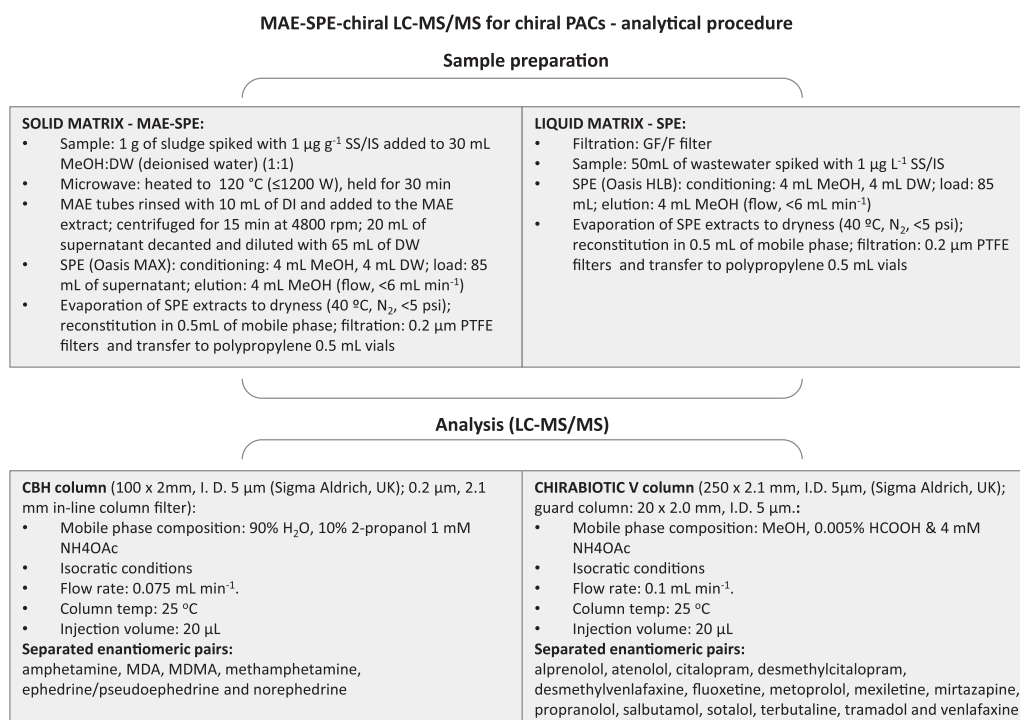 MAE-SPE-chiral LC-MS/MS for chiral PACs - analytical procedure
Sample preparation
SOLID MATRIX - MAE-SPE:
• Sample: 1 g of sludge spiked with 1 µg g-1 SS/IS added to 30 mL
MeOH:DW (deionised water) (1:1)
• Microwave: heated to  120 °C (≤1200 W), held for 30 min
• MAE tubes rinsed with 10 mL of DI and added to the MAE
extract; centrifuged for 15 min at 4800 rpm; 20 mL of
supernatant decanted and diluted with 65 mL of DW
• SPE (Oasis MAX): conditioning: 4 mL MeOH, 4 mL DW; load: 85
mL of supernatant; elution: 4 mL MeOH (flow, <6 mL min-1)
• Evaporation of SPE extracts to dryness (40 ºC, N2, <5 psi);
reconstitution in 0.5mL of mobile phase; filtration: 0.2 µm PTFE
filters  and transfer to polypropylene 0.5 mL vials
LIQUID MATRIX - SPE:
• Filtration: GF/F filter
• Sample: 50mL of wastewater spiked with 1 µg L-1 SS/IS
• SPE (Oasis HLB): conditioning: 4 mL MeOH, 4 mL DW; load: 85
mL; elution: 4 mL MeOH (flow, <6 mL min-1)
• Evaporation of SPE extracts to dryness (40 ºC, N2, <5 psi);
reconstitution in 0.5 mL of mobile phase; filtration: 0.2 µm PTFE
filters  and transfer to polypropylene 0.5 mL vials
Analysis (LC-MS/MS)
CBH column (100 x 2mm, I. D. 5 µm (Sigma Aldrich, UK); 0.2 µm, 2.1
mm in-line column filter):
• Mobile phase composition: 90% H2O, 10% 2-propanol 1 mM
NH4OAc
• Isocratic conditions
• Flow rate: 0.075 mL min-1.
• Column temp: 25 ºC
• Injection volume: 20 µL
Separated enantiomeric pairs:
amphetamine, MDA, MDMA, methamphetamine,
ephedrine/pseudoephedrine and norephedrine
CHIRABIOTIC V column (250 x 2.1 mm, I.D. 5µm, (Sigma Aldrich, UK);
guard column: 20 x 2.0 mm, I.D. 5 µm.:
• Mobile phase composition: MeOH, 0.005% HCOOH & 4 mM
NH4OAc
• Isocratic conditions
• Flow rate: 0.1 mL min-1.
• Column temp: 25 ºC
• Injection volume: 20 µL
Separated enantiomeric pairs:
alprenolol, atenolol, citalopram, desmethylcitalopram,
desmethylvenlafaxine, fluoxetine, metoprolol, mexiletine, mirtazapine,
propranolol, salbutamol, sotalol, terbutaline, tramadol and venlafaxine